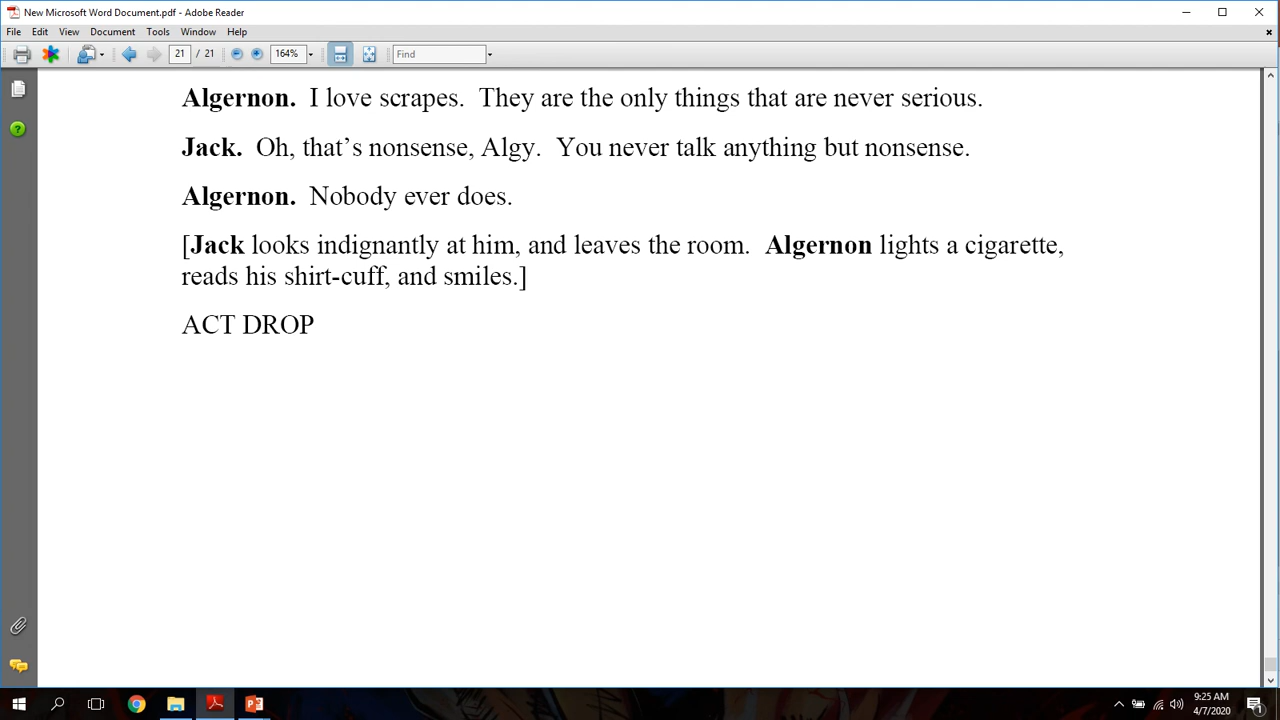 New Microsoft Word Document.pdf - Adobe Reader
File Edit View Document Tools Window Help
21 / 21 164% Find
Algernon. I love scrapes. They are the only things that are never serious.
Jack. Oh, that’s nonsense, Algy. You never talk anything but nonsense.
Algernon. Nobody ever does.
[Jack looks indignantly at him, and leaves the room. Algernon lights a cigarette,
reads his shirt-cuff, and smiles.]
ACT DROP
9:25 AM
4/7/2020